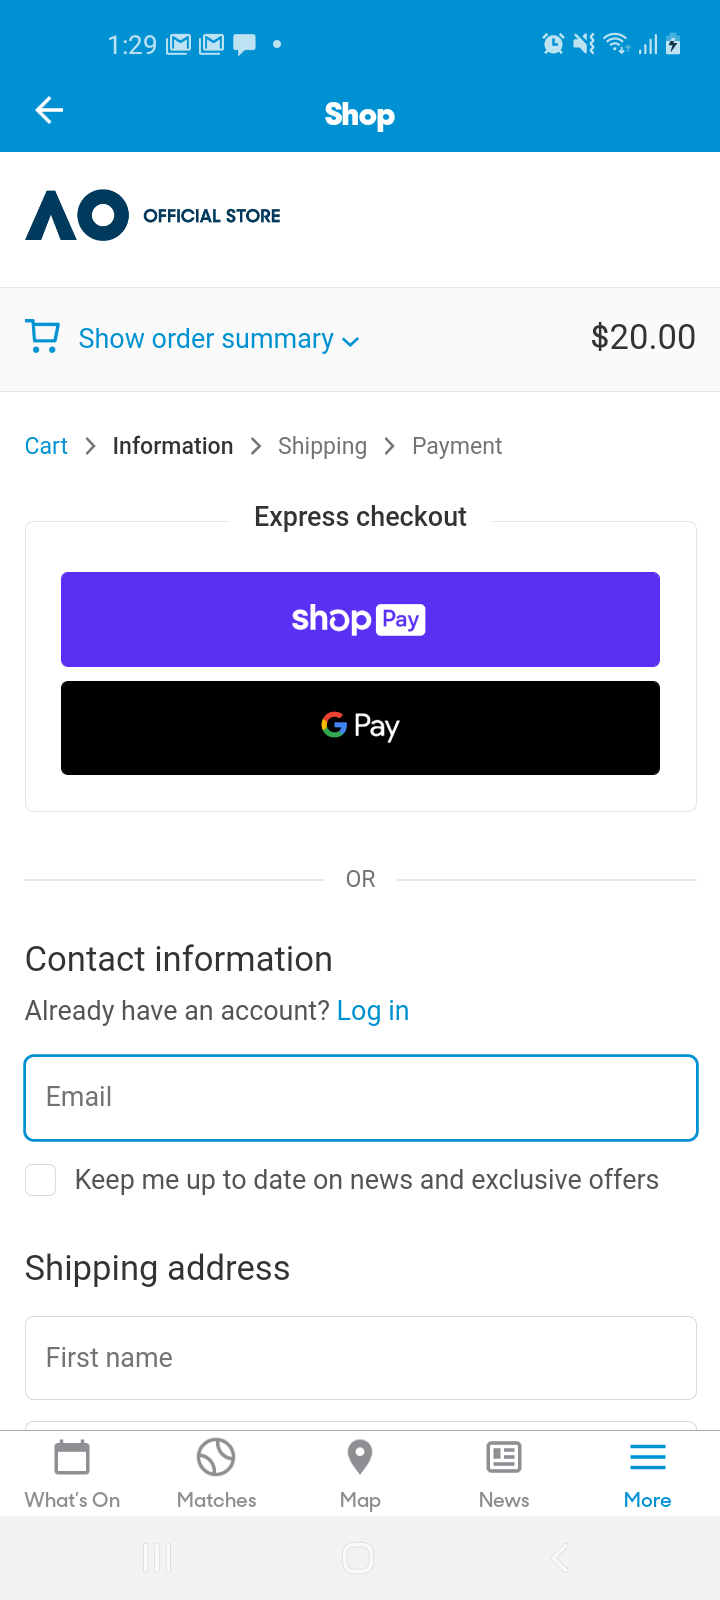 1:29
Shop
AO OFFICIAL STORE
Show order summary
$20.00
Cart > Information > Shipping > Payment
Express checkout
shop Pay
G Pay
OR
Contact information
Already have an account? Log in
Email
Keep me up to date on news and exclusive offers
Shipping address
First name
What's On Matches Map News More